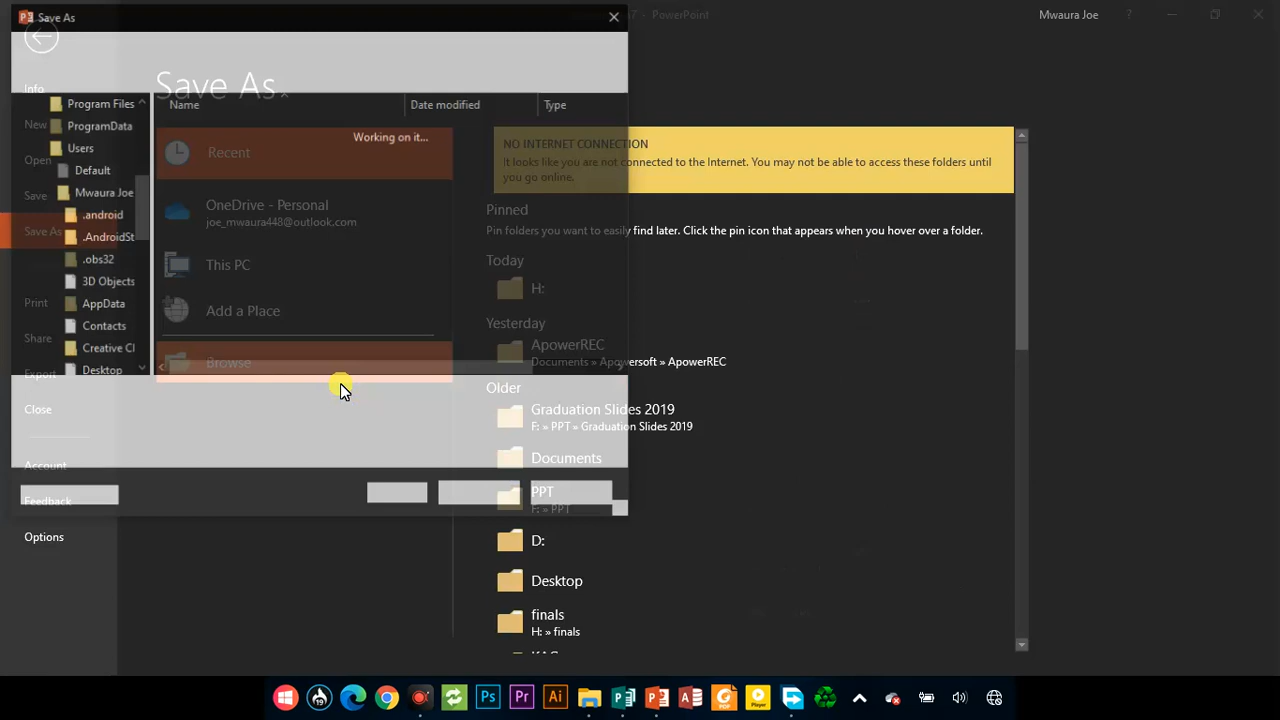 Save As
PowerPoint
Mwaura Joe
?
Save As
Info
New
Open
Save
Save As
Print
Share
Export
Close
Account
Feedback
Options
Program Files
ProgramData
Users
Default
Mwaura Joe
.android
.AndroidSt
.obs32
3D Objects
AppData
Contacts
Creative Cl
Desktop
Name
Date modified
Type
Working on it...
Recent
OneDrive - Personal
joe_mwaura448@outlook.com
This PC
Add a Place
Browse
NO INTERNET CONNECTION
It looks like you are not connected to the Internet. You may not be able to access these folders until
you go online.
Pinned
Pin folders you want to easily find later. Click the pin icon that appears when you hover over a folder.
Today
H:
Yesterday
ApowerREC
Documents » Apowersoft » ApowerREC
Older
Graduation Slides 2019
F: » PPT » Graduation Slides 2019
Documents
PPT
F: » PPT
D:
Desktop
finals
H: » finals
Ps
Pr
Ai
Player